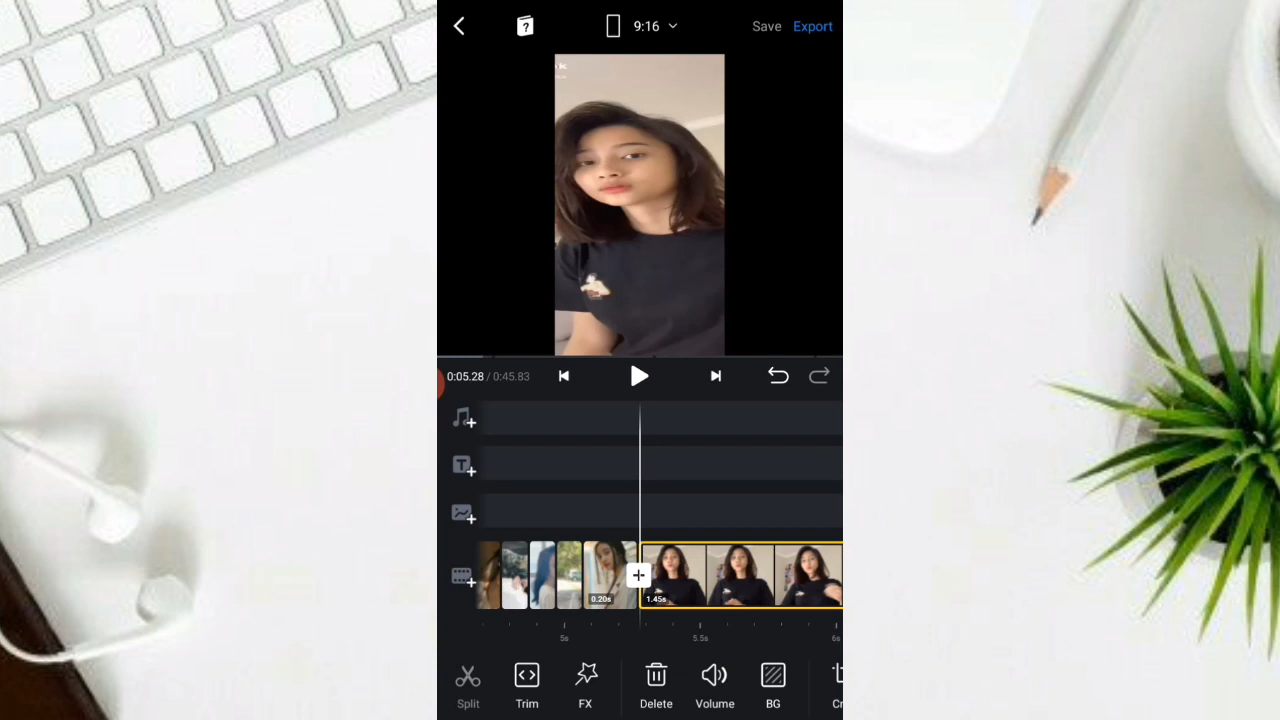 9:16
Save
Export
0:05.28 / 0:45.83
T
0.20s
1.45s
5s
5.5s
6s
Split
Trim
FX
Delete
Volume
BG